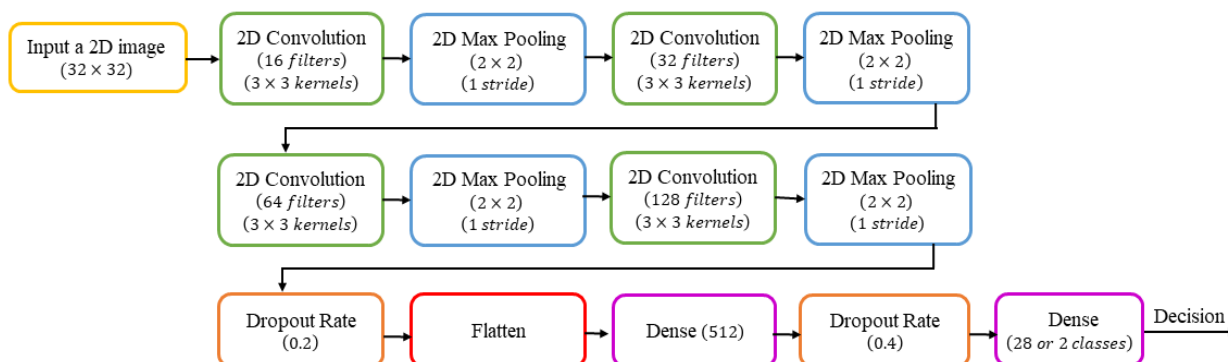 Input a 2D image
(32 × 32)
2D Convolution
(16 filters)
(3 × 3 kernels)
2D Max Pooling
(2 × 2)
(1 stride)
2D Convolution
(32 filters)
(3 × 3 kernels)
2D Max Pooling
(2 × 2)
(1 stride)
2D Convolution
(64 filters)
(3 × 3 kernels)
2D Max Pooling
(2 × 2)
(1 stride)
2D Convolution
(128 filters)
(3 × 3 kernels)
2D Max Pooling
(2 × 2)
(1 stride)
Dropout Rate
(0.2)
Flatten
Dense (512)
Dropout Rate
(0.4)
Dense
(28 or 2 classes)
Decision